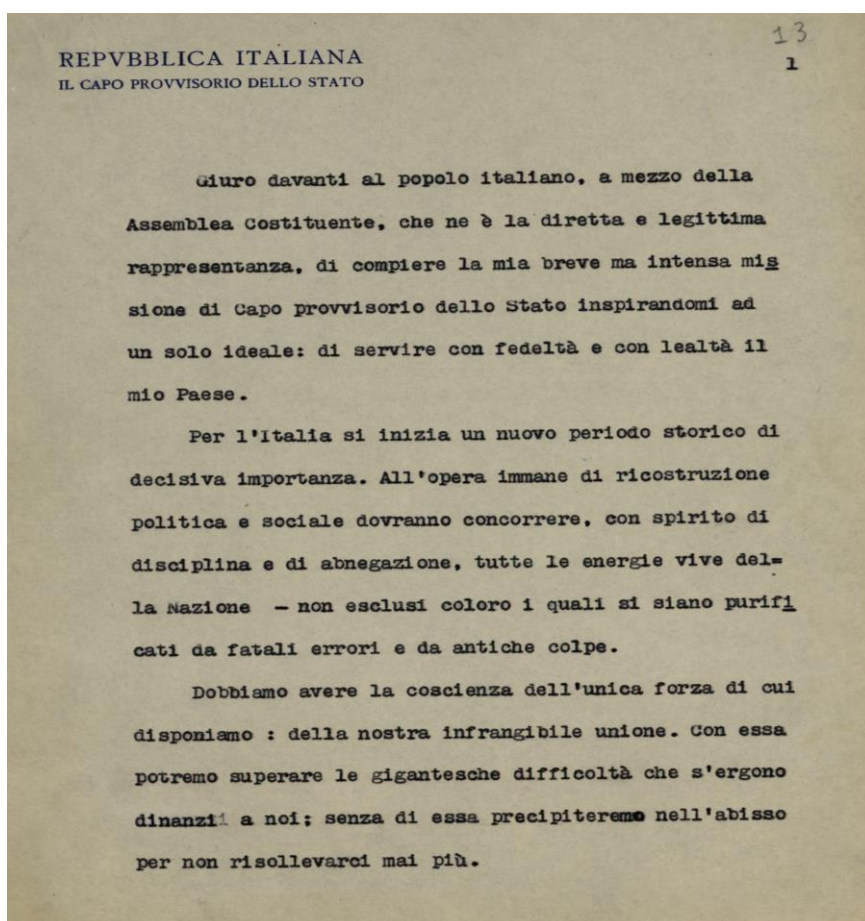 13
REPVBBLICA ITALIANA
1
IL CAPO PROVVISORIO DELLO STATO
Giuro davanti al popolo italiano, a mezzo della
Assemblea Costituente, che ne è la diretta e legittima
rappresentanza, di compiere la mia breve ma intensa mis
sione di Capo provvisorio dello Stato inspirandomi ad
un solo ideale: di servire con fedeltà e con lealtà il
mio Paese.
Per l'Italia si inizia un nuovo periodo storico di
decisiva importanza. All'opera immane di ricostruzione
politica e sociale dovranno concorrere, con spirito di
disciplina e di abnegazione, tutte le energie vive del=
la Nazione - non esclusi coloro i quali si siano purifi
cati da fatali errori e da antiche colpe.
Dobbiamo avere la coscienza dell'unica forza di cui
disponiamo : della nostra infrangibile unione. Con essa
potremo superare le gigantesche difficoltà che s'ergono
dinanzi a noi; senza di essa precipiteremo nell'abisso
per non risollevarci mai più.